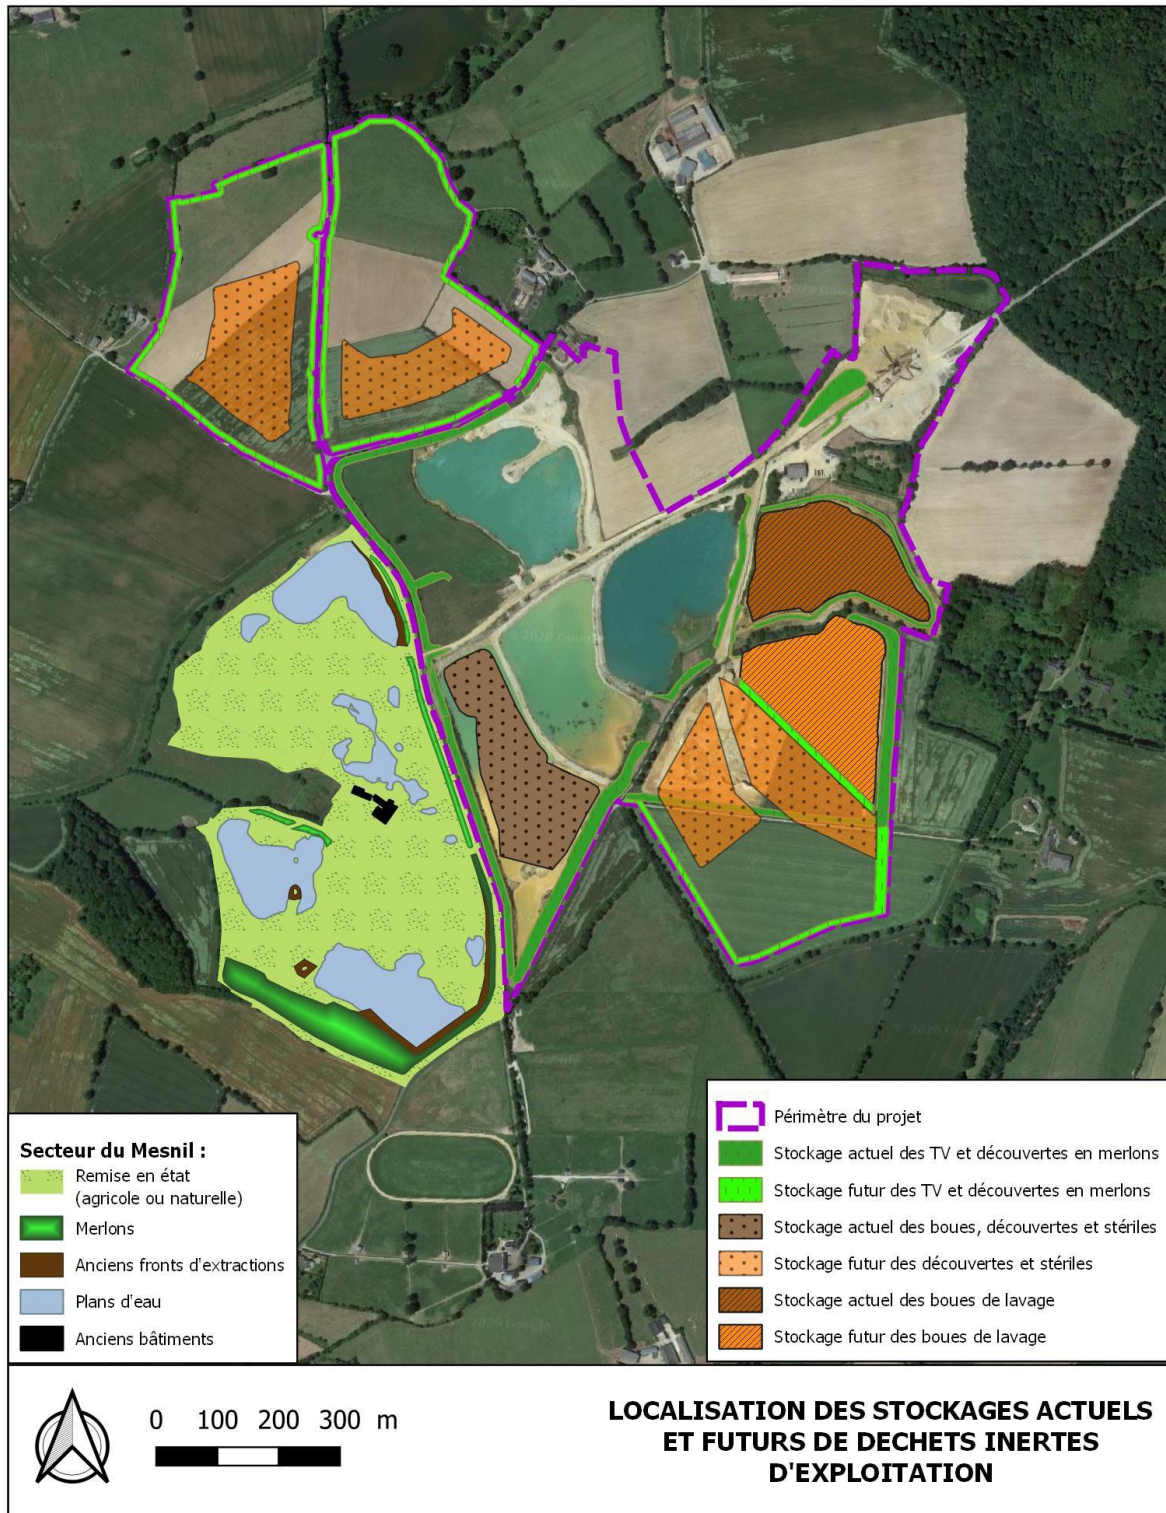 © 2020 Google
Secteur du Mesnil :
Remise en état
(agricole ou naturelle)
Merlons
Anciens fronts d'extractions
Plans d'eau
Anciens bâtiments
Périmètre du projet
Stockage actuel des TV et découvertes en merlons
Stockage futur des TV et découvertes en merlons
Stockage actuel des boues, découvertes et stériles
Stockage futur des découvertes et stériles
Stockage actuel des boues de lavage
Stockage futur des boues de lavage
0 100 200 300 m
LOCALISATION DES STOCKAGES ACTUELS
ET FUTURS DE DECHETS INERTES
D'EXPLOITATION